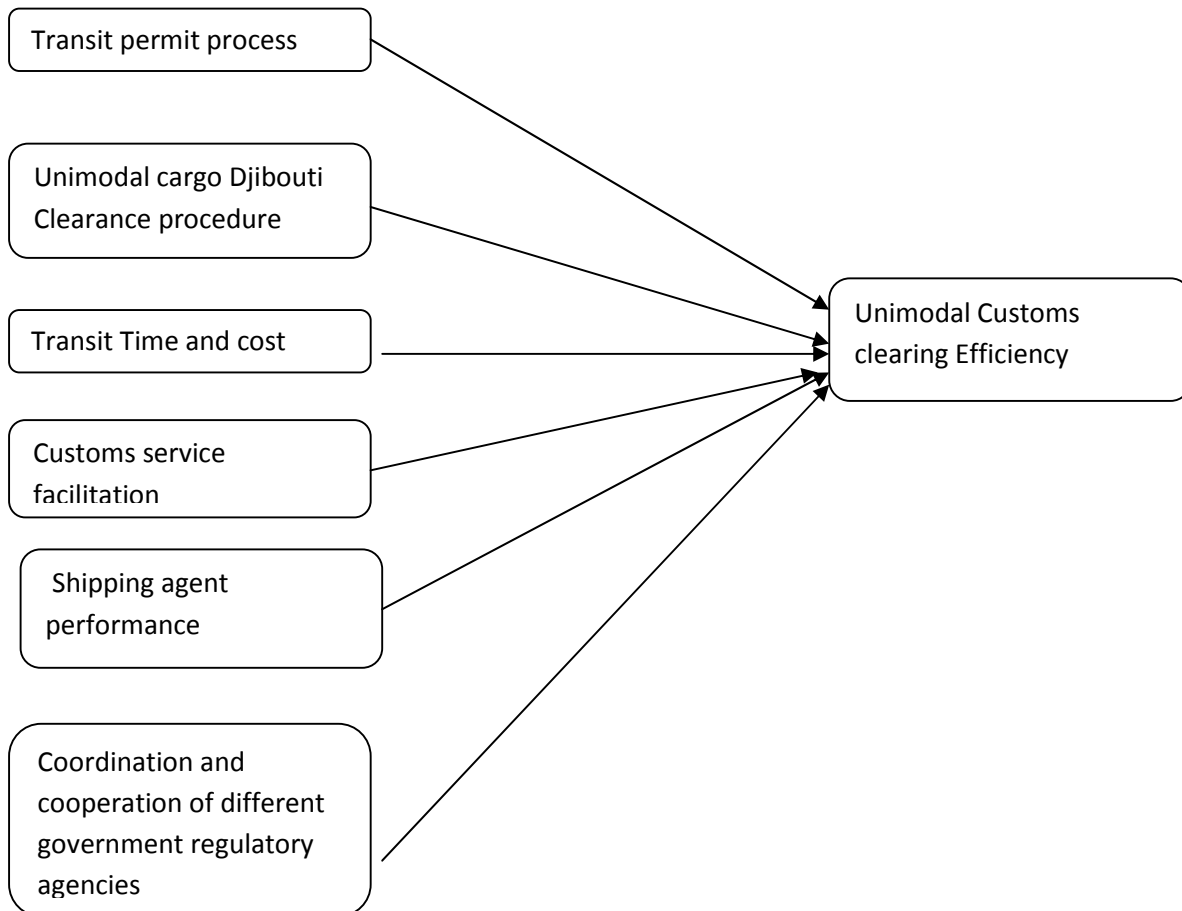 Transit permit process
Unimodal cargo Djibouti
Clearance procedure
Transit Time and cost
Customs service
facilitation
Shipping agent
performance
Coordination and
cooperation of different
government regulatory
agencies
Unimodal Customs
clearing Efficiency